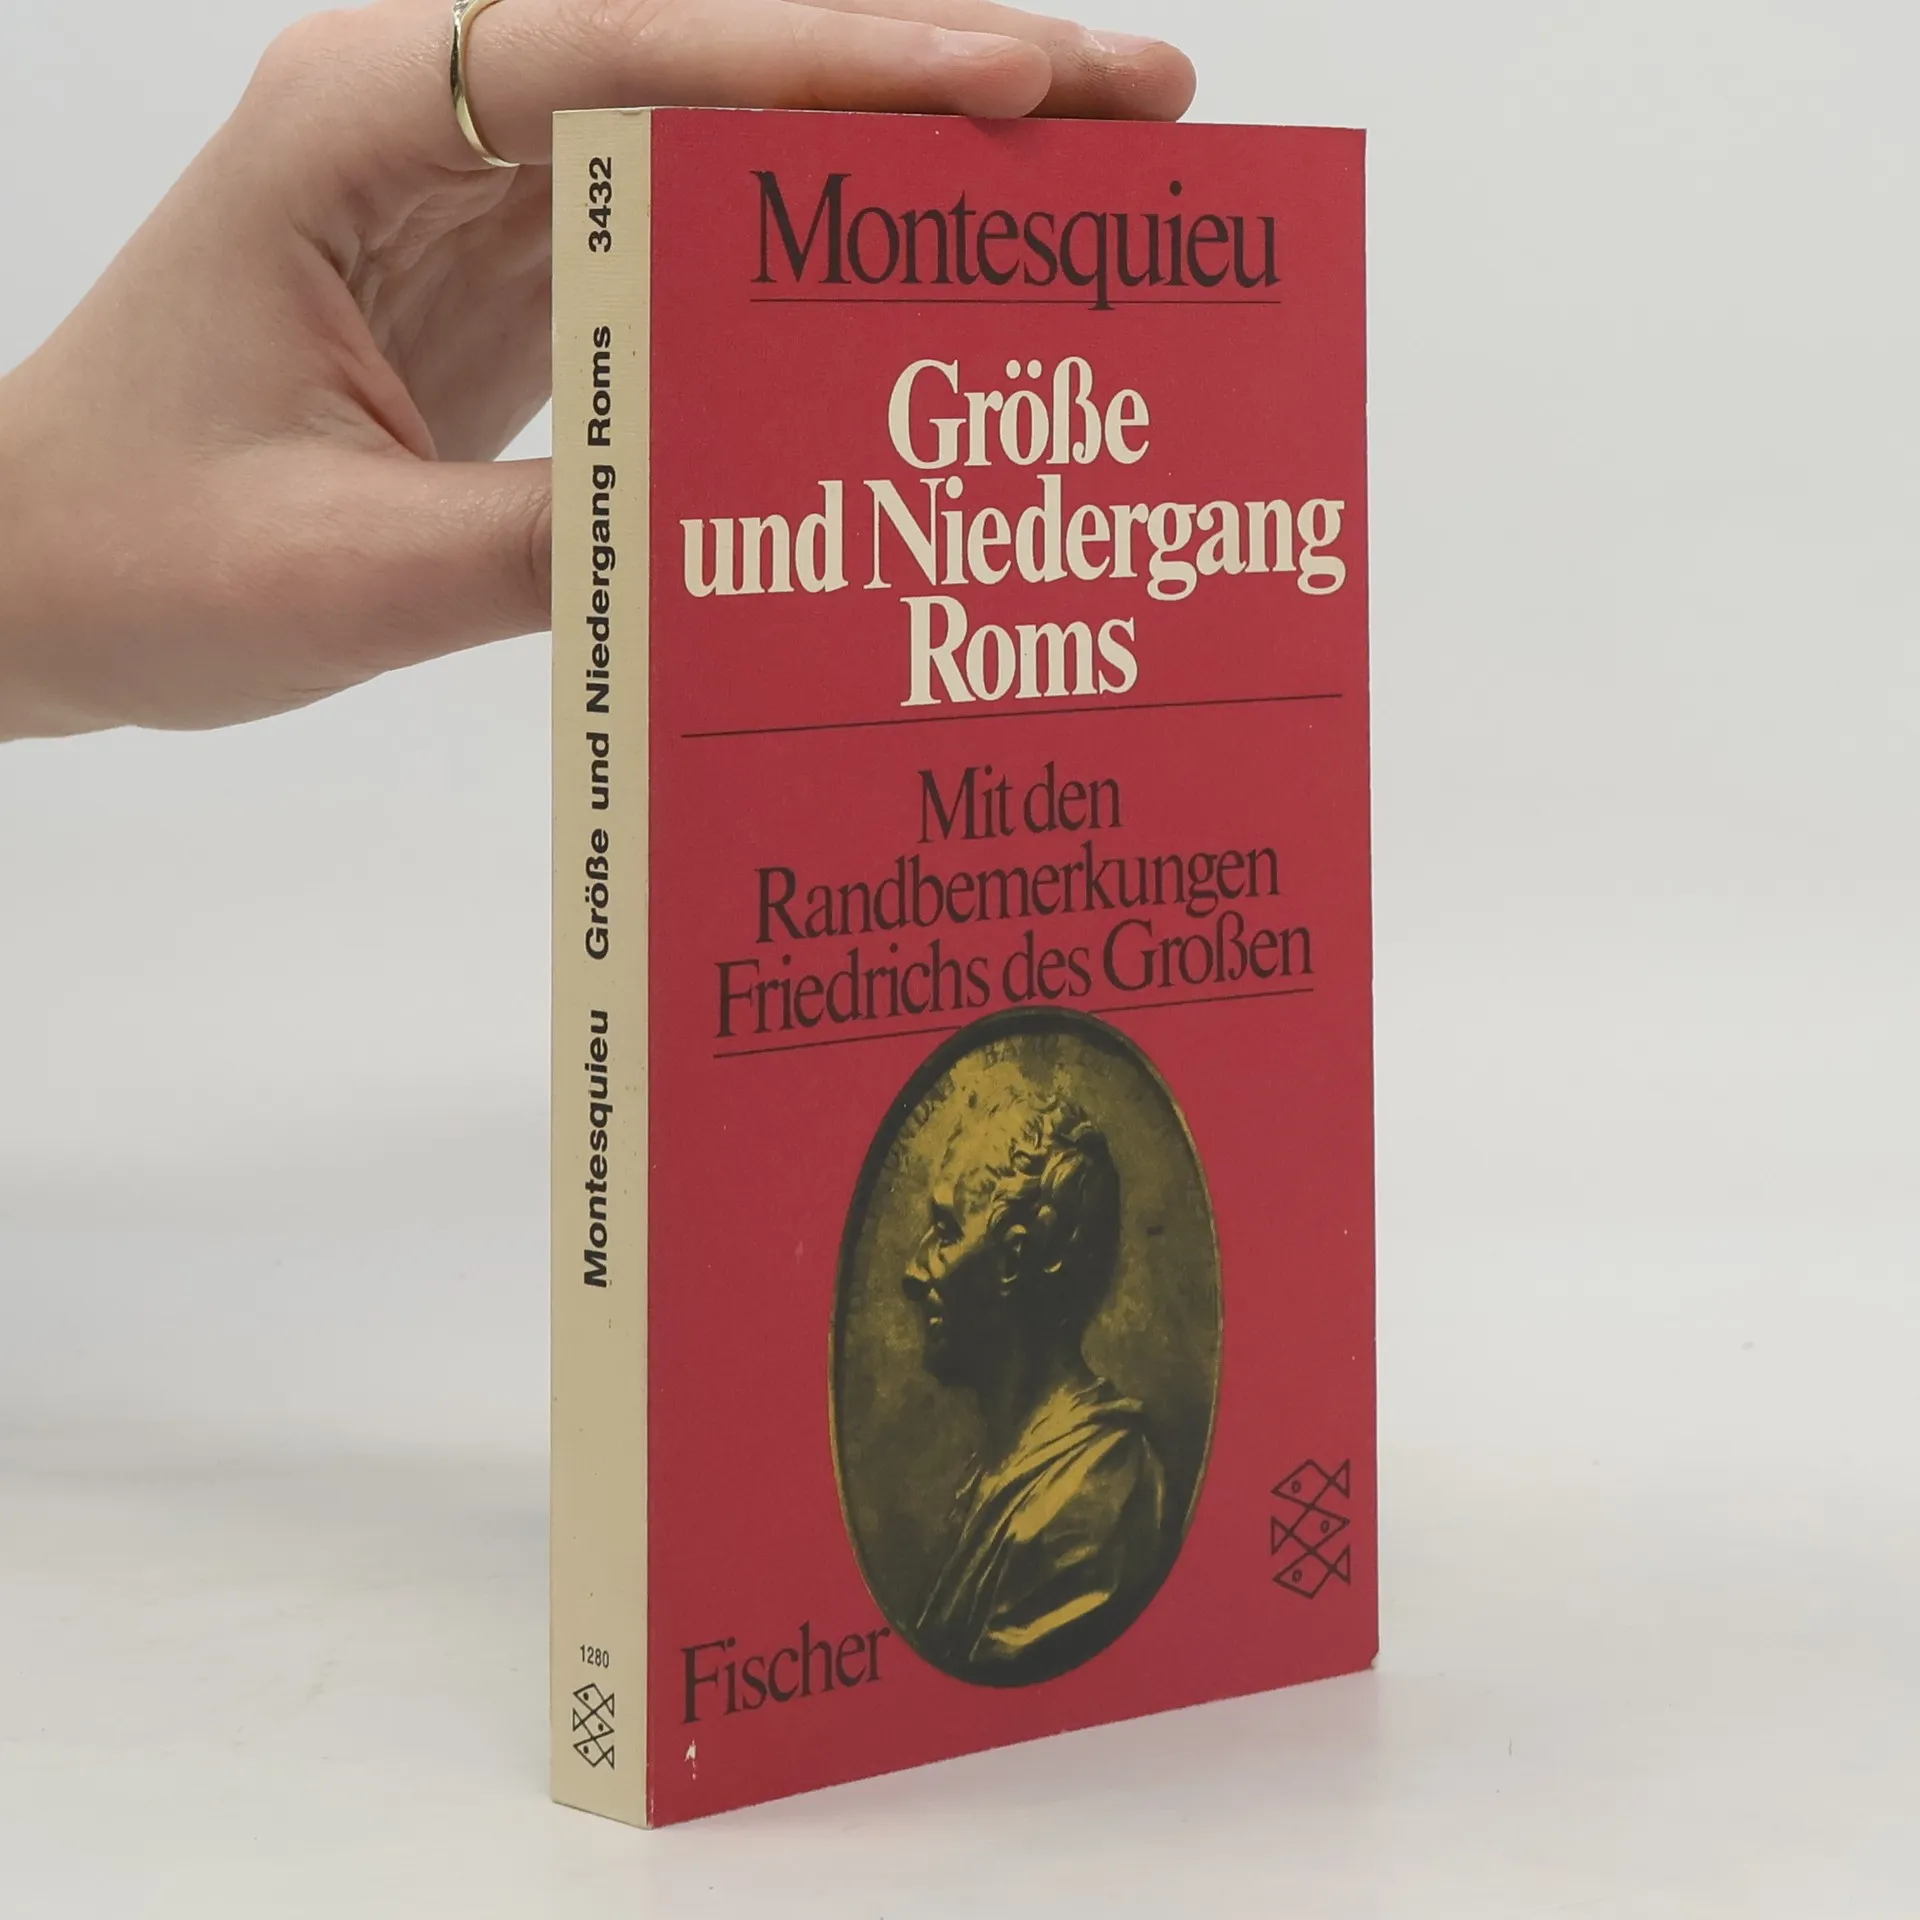 Montesquieu
Größe
und Niedergang
Roms
Mit den
Randbemerkungen
Friedrichs des Großen
Fischer
Montesquieu Größe und Niedergang Roms 3432
1280